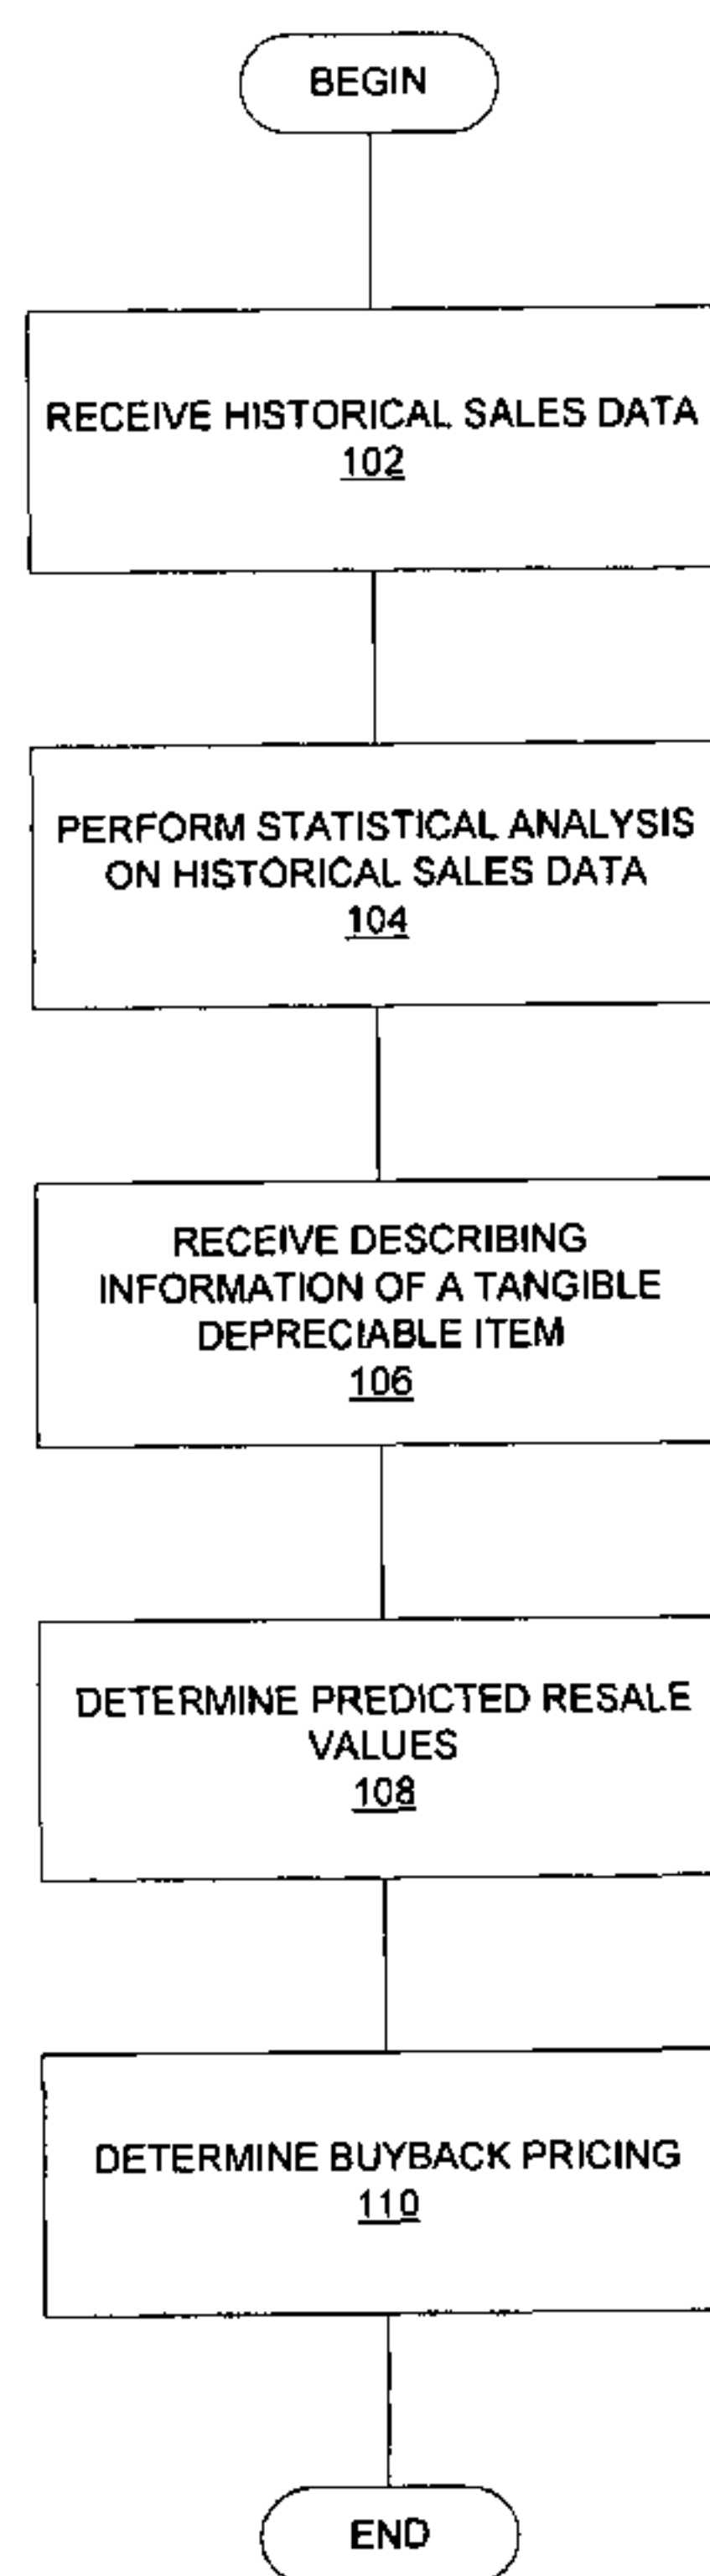 BEGIN
RECEIVE HISTORICAL SALES DATA
102
PERFORM STATISTICAL ANALYSIS
ON HISTORICAL SALES DATA
104
RECEIVE DESCRIBING
INFORMATION OF A TANGIBLE
DEPRECIABLE ITEM
106
DETERMINE PREDICTED RESALE
VALUES
108
DETERMINE BUYBACK PRICING
110
END